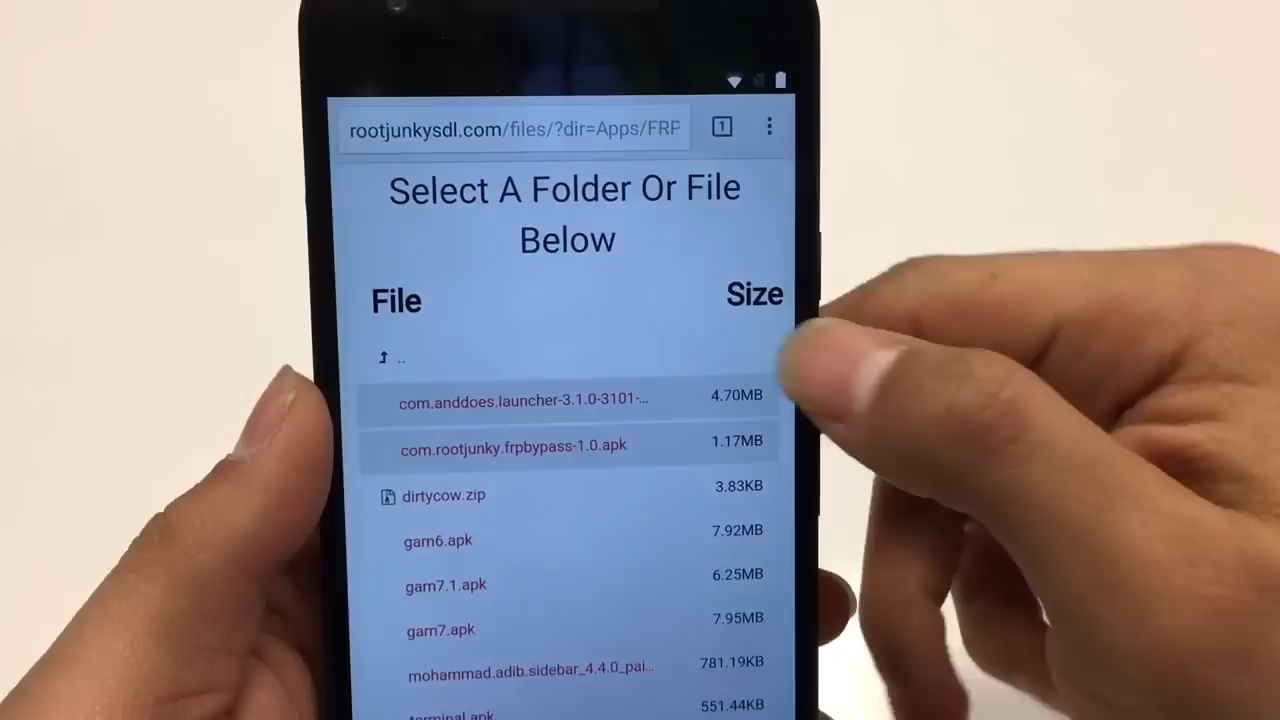 1
rootjunkysdl.com/files/?dir=Apps/FRP
Select A Folder Or File
Below
File Size
..
com.anddoes.launcher-3.1.0-3101-... 4.70MB
com.rootjunky.frpbypass-1.0.apk 1.17MB
dirtycow.zip 3.83KB
gam6.apk 7.92MB
gam7.1.apk 6.25MB
gam7.apk 7.95MB
mohammad.adib.sidebar_4.4.0_pai... 781.19KB
terminal.apk 551.44KB